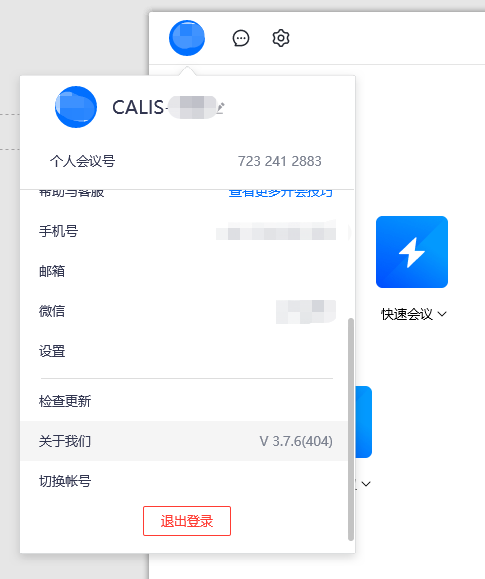 CALIS-
个人会议号 723 241 2883
帮助与客服 查看更多开会技巧
手机号
邮箱
微信
设置
检查更新
关于我们 V 3.7.6(404)
切换帐号
退出登录
快速会议